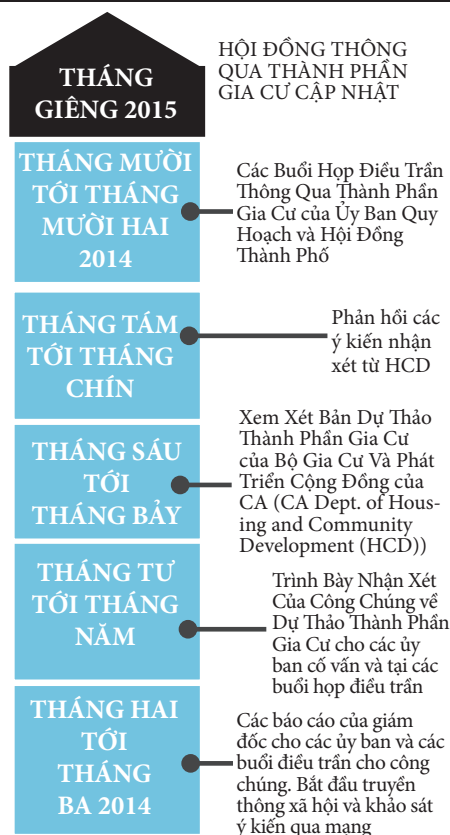 THÁNG
GIÊNG 2015
HỘI ĐỒNG THÔNG
QUA THÀNH PHẦN
GIA CƯ CẬP NHẬT
THÁNG MƯỜI
TỚI THÁNG
MƯỜI HAI
2014
Các Buổi Họp Điều Trần
Thông Qua Thành Phần
Gia Cư của Ủy Ban Quy
Hoạch và Hội Đồng
Thành Phố
THÁNG TÁM
TỚI THÁNG
CHÍN
Phản hồi các
ý kiến nhận
xét từ HCD
THÁNG SÁU
TỚI
THÁNG BẢY
Xem Xét Bản Dự Thảo
Thành Phần Gia Cư
của Bộ Gia Cư Và Phát
Triển Cộng Đồng của
CA (CA Dept. of Hous-
ing and Community
Development (HCD))
THÁNG TƯ
TỚI THÁNG
NĂM
Trình Bày Nhận Xét
Của Công Chúng về
Dự Thảo Thành Phần
Gia Cư cho các ủy
ban cố vấn và tại các
buổi họp điều trần
THÁNG HAI
TỚI
THÁNG
BA 2014
Các báo cáo của giám
đốc cho các ủy ban và các
buổi điều trần cho công
chúng. Bắt đầu truyền
thông xã hội và khảo sát
ý kiến qua mạng